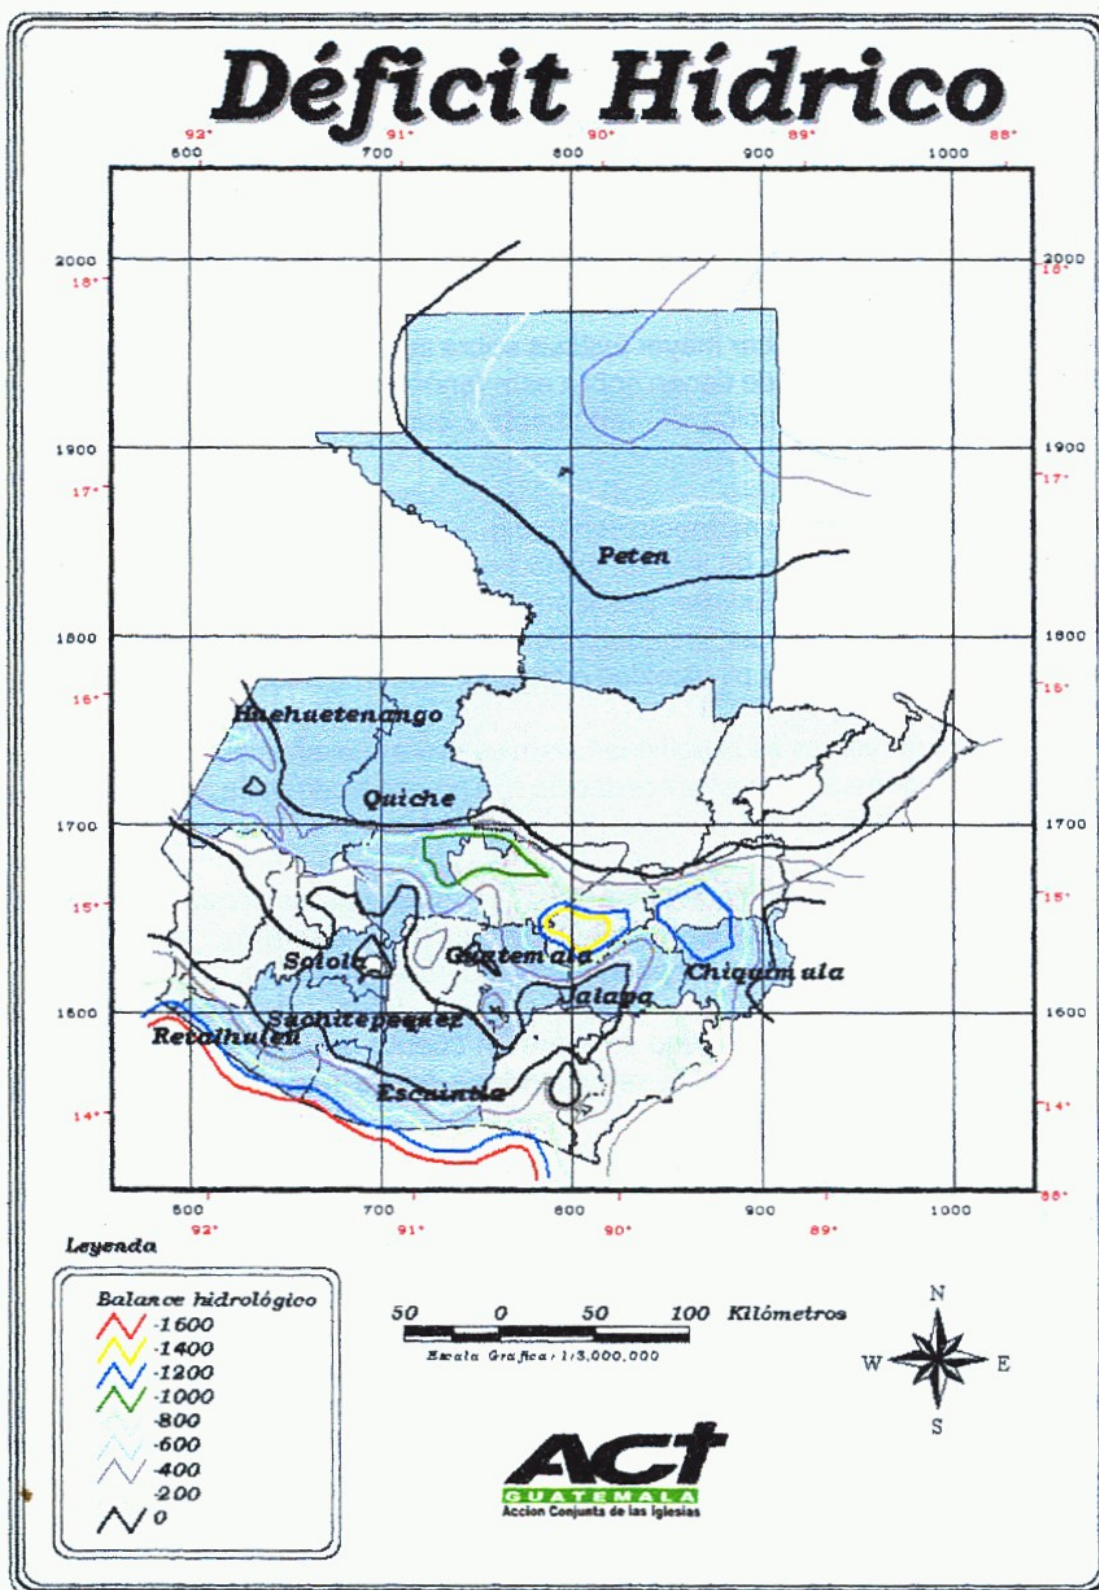 Déficit Hídrico
92° 91° 90° 89° 88°
600 700 800 900 1000
2000 2000
18° 18°
1900 1900
17° 17°
Peten
1800 1800
16° 16°
Huehuetenango
Quiche
1700 1700
15° 15°
Solola Guatemala Chiquimula
Jalapa
1600 Suchitepequez 1600
Retalhuleu
Escuintla
14° 14°
88°
600 700 800 900 1000
92° 91° 90° 89°
Leyenda
Balance hidrológico
-1600
-1400
-1200
-1000
-800
-600
-400
-200
0
50 0 50 100 Kilómetros
Escala Grafica: 1:3,000,000
N
W E
S
ACT
GUATEMALA
Accion Conjunta de las Iglesias